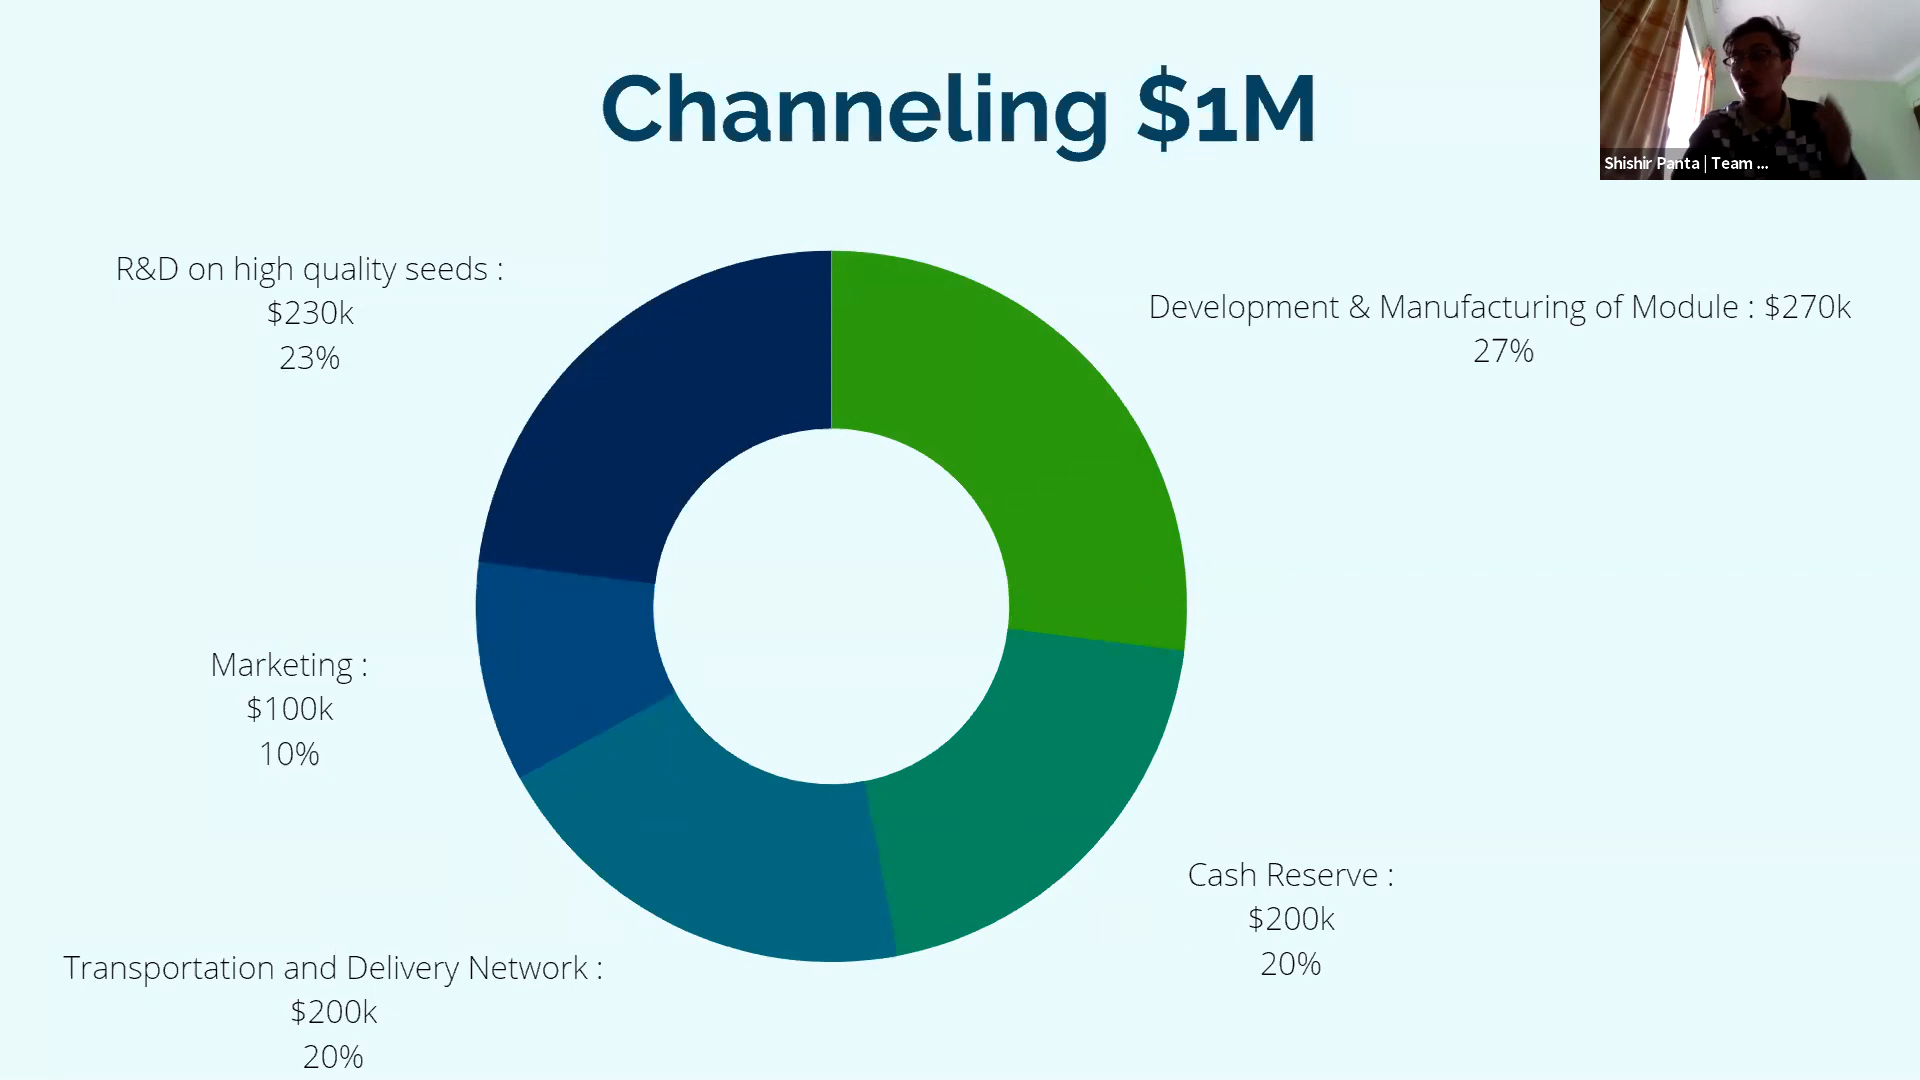 Channeling $1M
Shishir Panta | Team ...
R&D on high quality seeds :
$230k
23%
Development & Manufacturing of Module : $270k
27%
Marketing :
$100k
10%
Cash Reserve :
$200k
20%
Transportation and Delivery Network :
$200k
20%